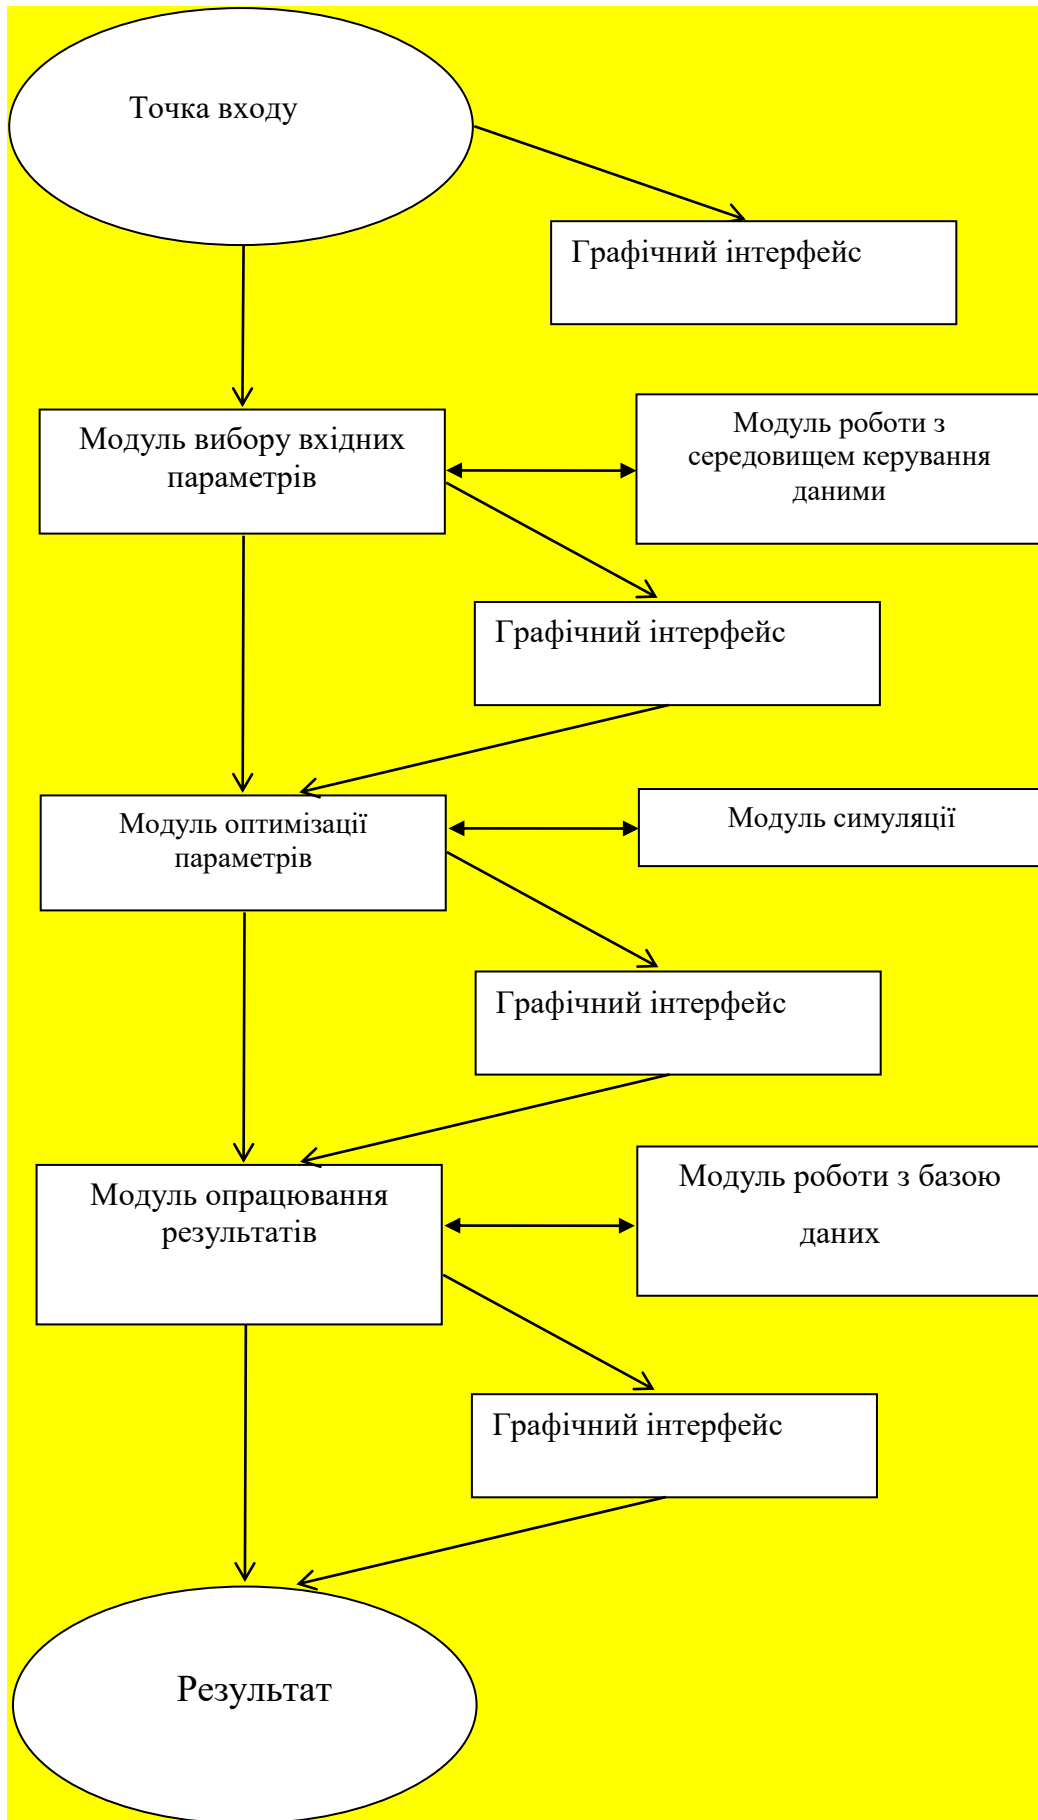 Точка входу
Графічний інтерфейс
Модуль вибору вхідних
параметрів
Модуль роботи з
середовищем керування
даними
Графічний інтерфейс
Модуль оптимізації
параметрів
Модуль симуляції
Графічний інтерфейс
Модуль опрацювання
результатів
Модуль роботи з базою
даних
Графічний інтерфейс
Результат